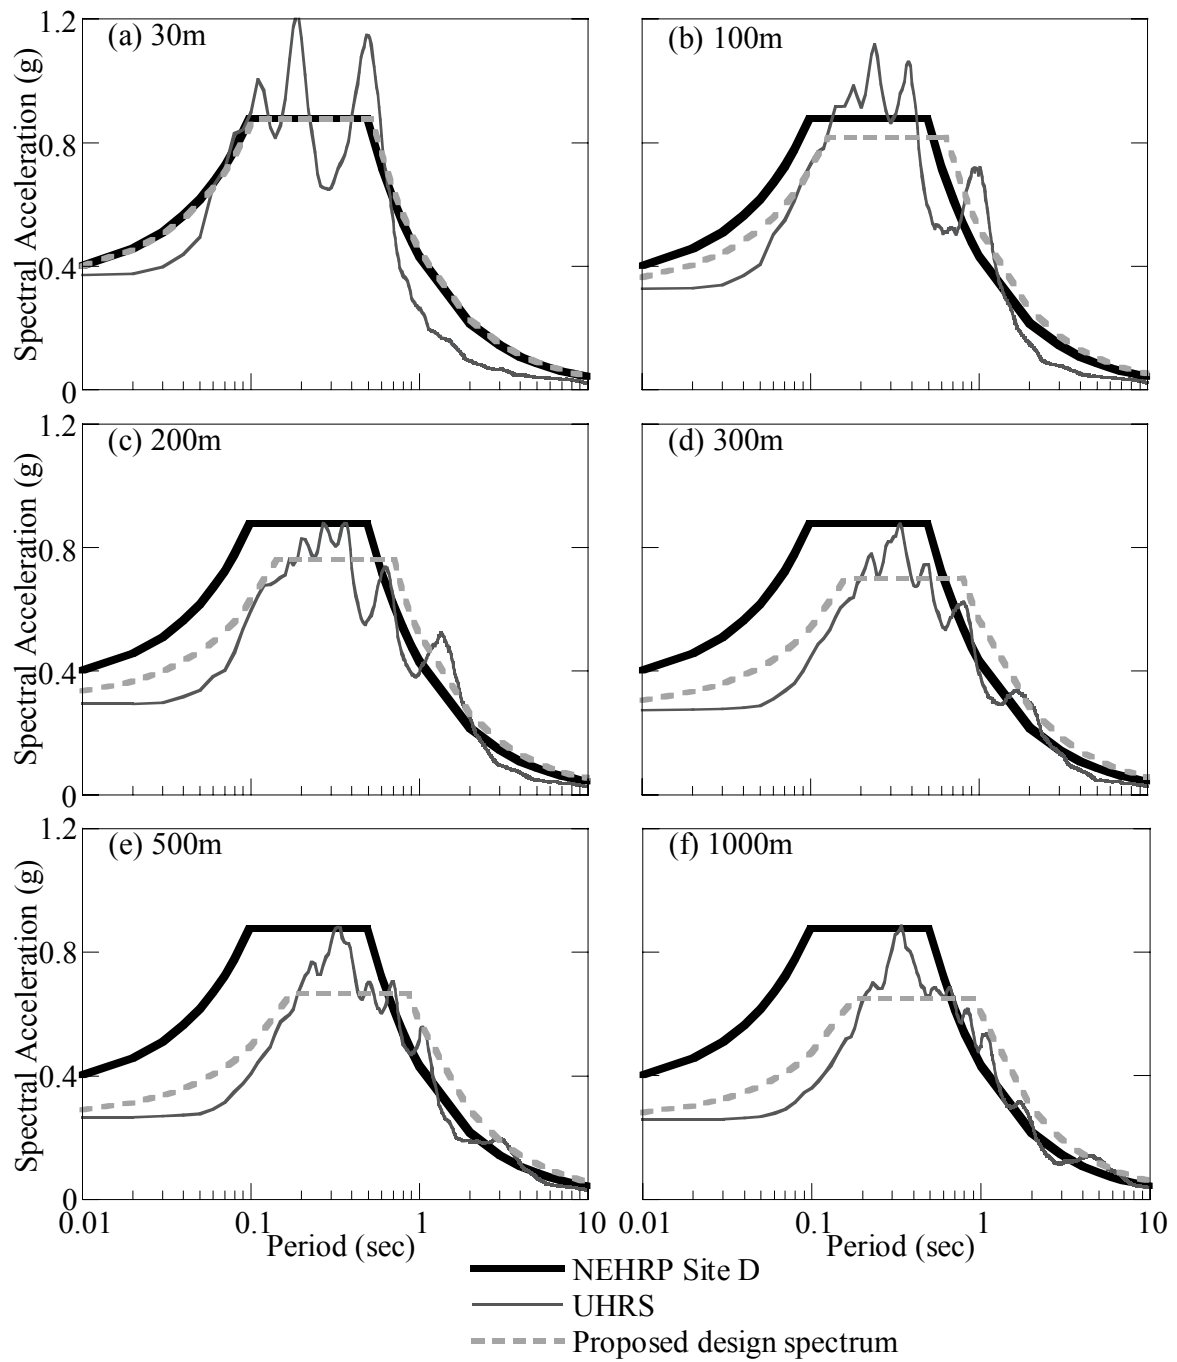 (a) 30m
(b) 100m
1.2
0.8
0.4
0
Spectral Acceleration (g)
(c) 200m
(d) 300m
1.2
0.8
0.4
0
Spectral Acceleration (g)
(e) 500m
(f) 1000m
1.2
0.8
0.4
0
Spectral Acceleration (g)
0.01 0.1 1 10
0.01 0.1 1 10
Period (sec)
Period (sec)
NEHRP Site D
UHRS
Proposed design spectrum